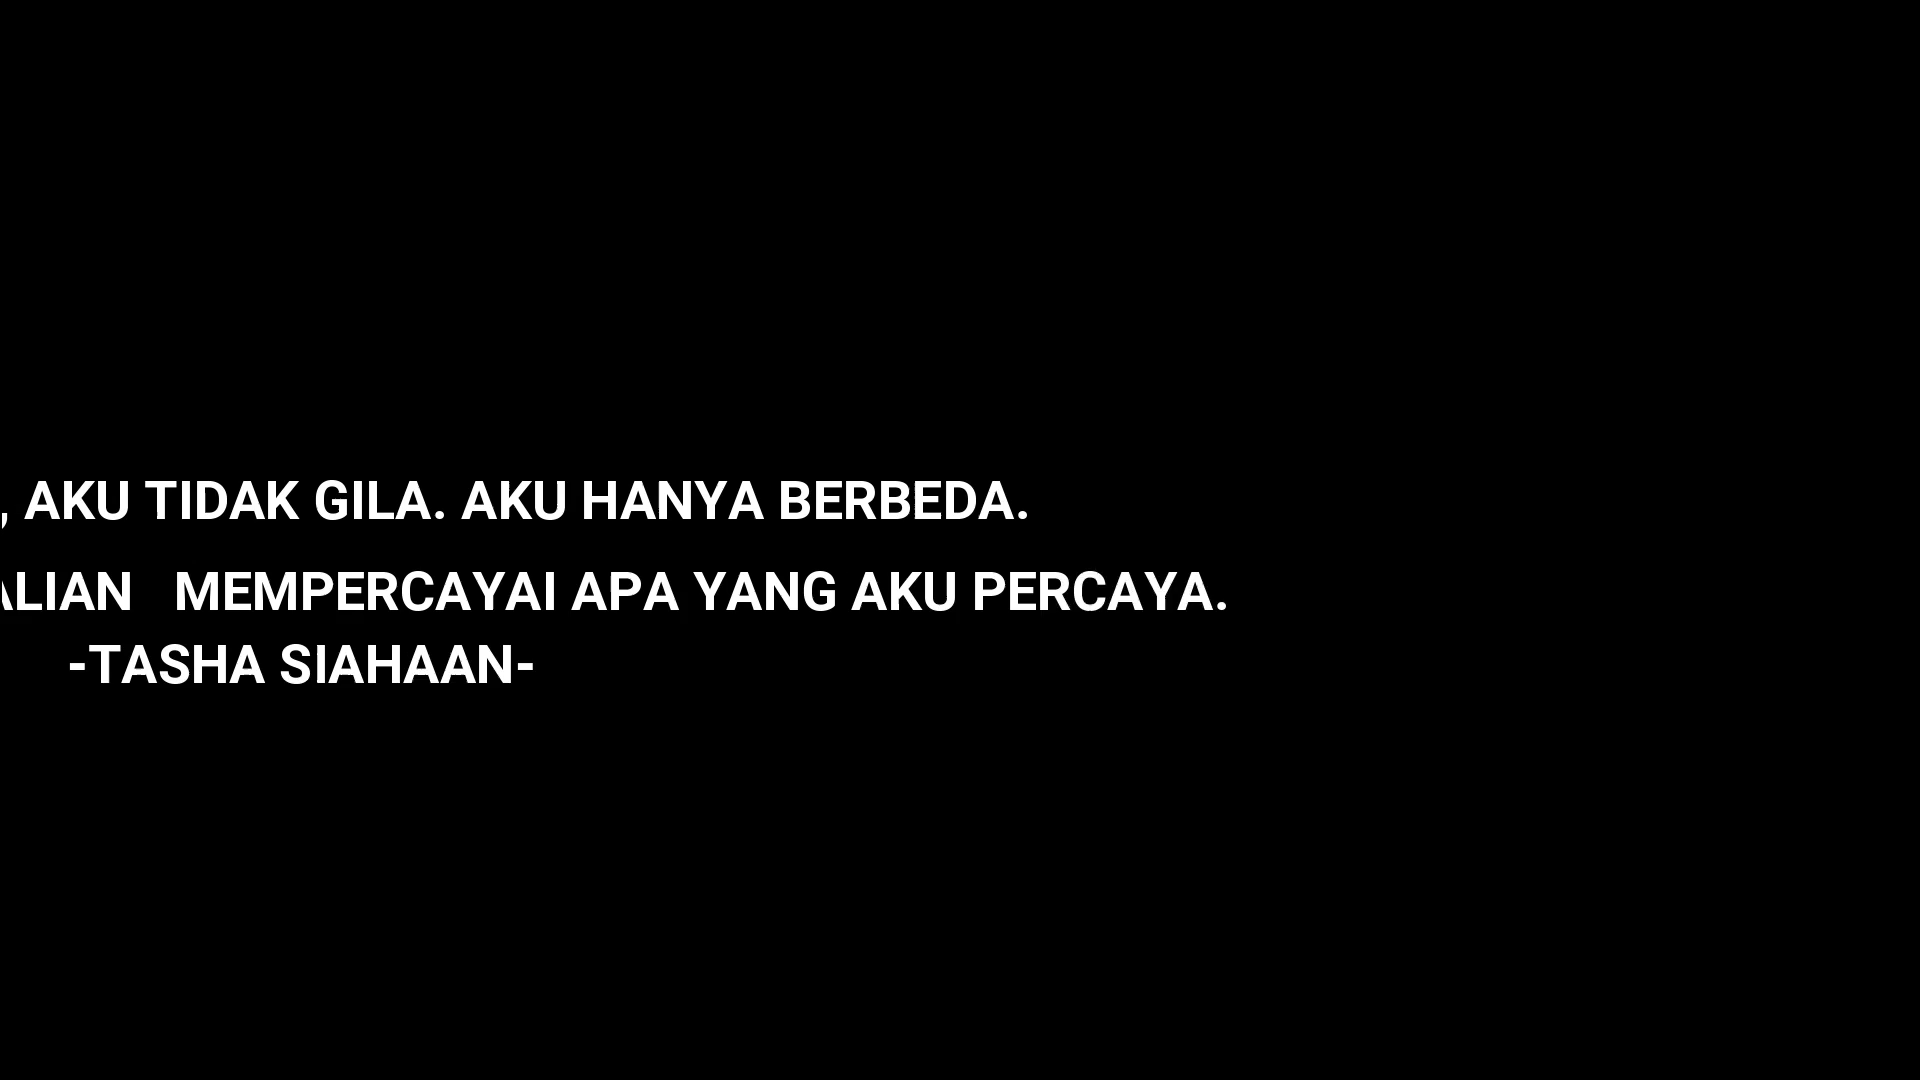 , AKU TIDAK GILA. AKU HANYA BERBEDA.
MEMPERCAYAI APA YANG AKU PERCAYA.
-TASHA SIAHAAN-